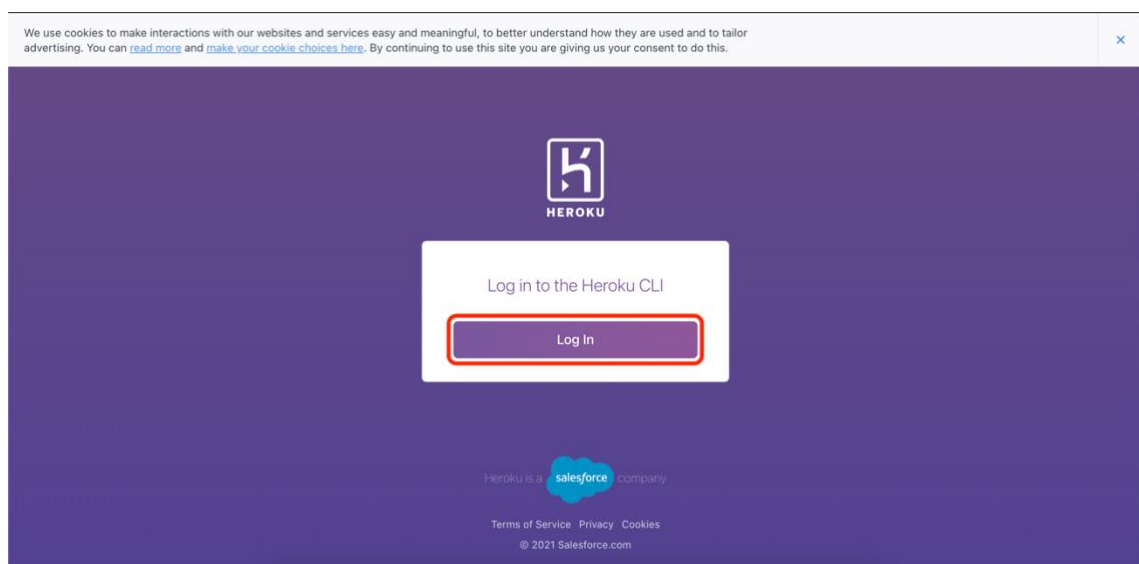 We use cookies to make interactions with our websites and services easy and meaningful, to better understand how they are used and to tailor
advertising. You can read more and make your cookie choices here. By continuing to use this site you are giving us your consent to do this.
×
HEROKU
Log in to the Heroku CLI
Log In
Heroku is a salesforce company
Terms of Service Privacy Cookies
© 2021 Salesforce.com